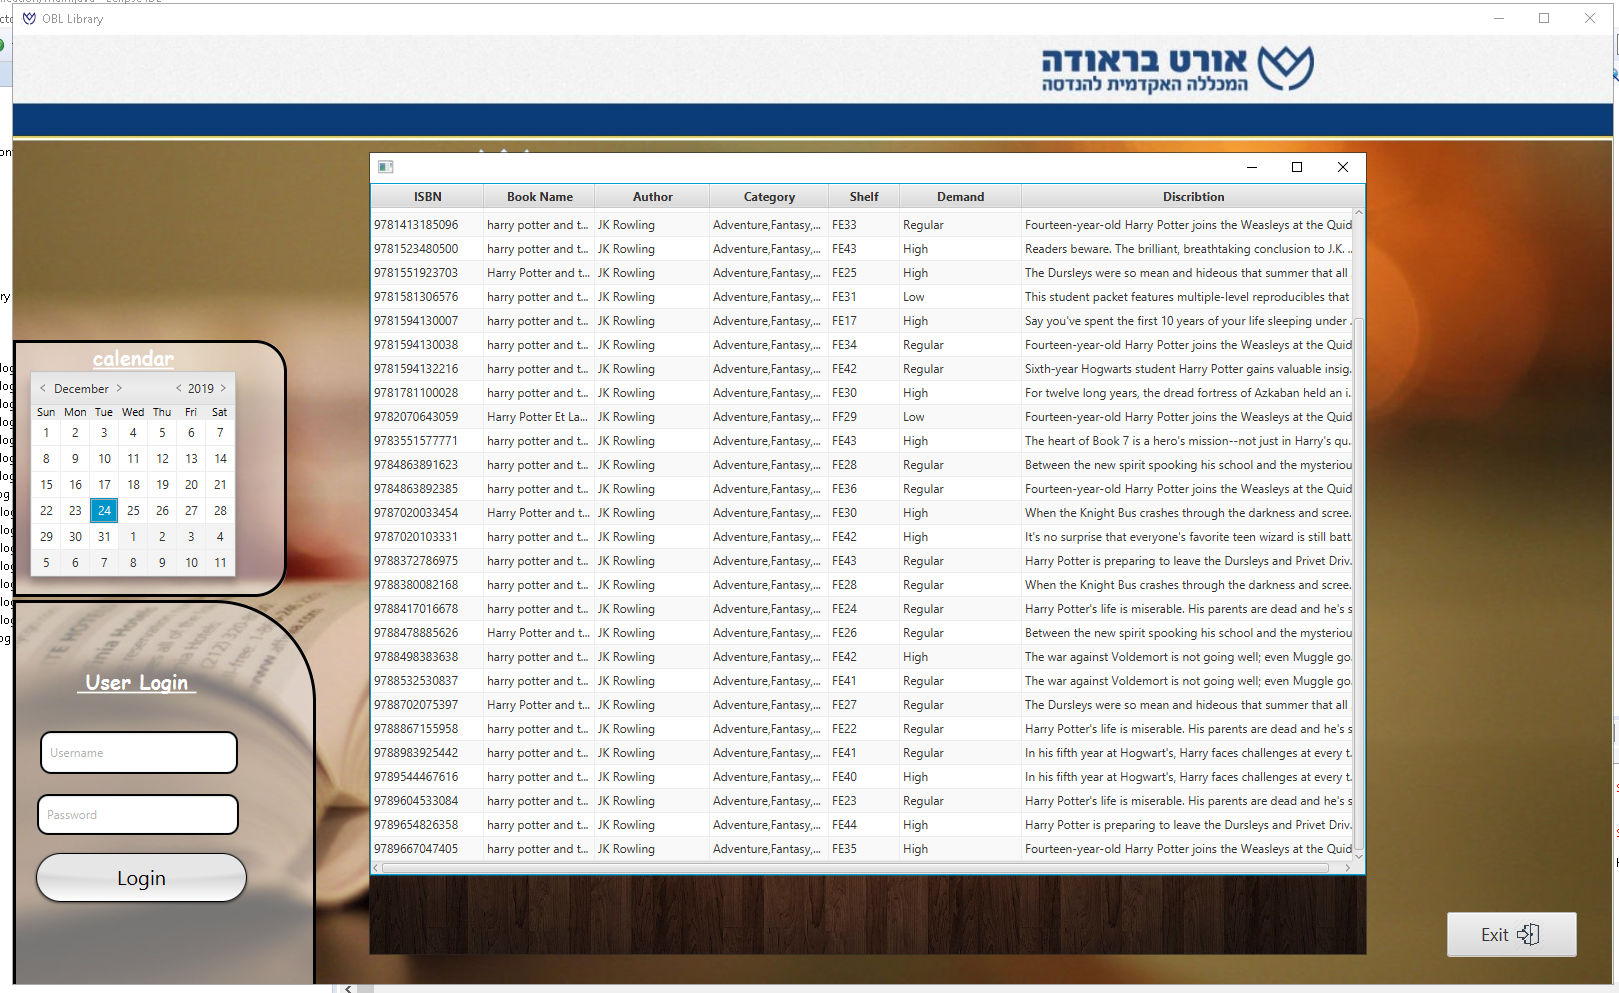 OBL Library
אורט בראודה
המכללה האקדמית להנדסה
ISBN Book Name Author Category Shelf Demand Discribtion
9781413185096 harry potter and t... JK Rowling Adventure,Fantasy,... FE33 Regular Fourteen-year-old Harry Potter joins the Weasleys at the Quid
9781523480500 harry potter and t... JK Rowling Adventure,Fantasy,... FE43 High Readers beware. The brilliant, breathtaking conclusion to J.K. ..
9781551923703 Harry Potter and t... JK Rowling Adventure,Fantasy,... FE25 High The Dursleys were so mean and hideous that summer that all
9781581306576 harry potter and t... JK Rowling Adventure,Fantasy,... FE31 Low This student packet features multiple-level reproducibles that
9781594130007 harry potter and t... JK Rowling Adventure,Fantasy,... FE17 High Say you've spent the first 10 years of your life sleeping under .
9781594130038 harry potter and t... JK Rowling Adventure,Fantasy,... FE34 Regular Fourteen-year-old Harry Potter joins the Weasleys at the Quid
9781594132216 harry potter and t... JK Rowling Adventure,Fantasy,... FE42 Regular Sixth-year Hogwarts student Harry Potter gains valuable insig.
9781781100028 harry potter and t... JK Rowling Adventure,Fantasy,... FE30 High For twelve long years, the dread fortress of Azkaban held an i..
9782070643059 Harry Potter Et La... JK Rowling Adventure,Fantasy,... FF29 Low Fourteen-year-old Harry Potter joins the Weasleys at the Quid
9783551577771 harry potter and t... JK Rowling Adventure,Fantasy,... FE43 High The heart of Book 7 is a hero's mission--not just in Harry's qu..
9784863891623 harry potter and t... JK Rowling Adventure,Fantasy,... FE28 Regular Between the new spirit spooking his school and the mysteriou
9784863892385 harry potter and t... JK Rowling Adventure,Fantasy,... FE36 Regular Fourteen-year-old Harry Potter joins the Weasleys at the Quid
9787020033454 Harry Potter and t... JK Rowling Adventure,Fantasy,... FE30 High When the Knight Bus crashes through the darkness and scree.
9787020103331 harry potter and t... JK Rowling Adventure,Fantasy,... FE42 High It's no surprise that everyone's favorite teen wizard is still batt.
9788372786975 harry potter and t... JK Rowling Adventure,Fantasy,... FE43 Regular Harry Potter is preparing to leave the Dursleys and Privet Driv.
9788380082168 harry potter and t... JK Rowling Adventure,Fantasy,... FE28 Regular When the Knight Bus crashes through the darkness and scree.
9788417016678 harry potter and t... JK Rowling Adventure,Fantasy,... FE24 Regular Harry Potter's life is miserable. His parents are dead and he's s
9788478885626 Harry Potter and t... JK Rowling Adventure,Fantasy,... FE26 Regular Between the new spirit spooking his school and the mysteriou
9788498383638 harry potter and t... JK Rowling Adventure,Fantasy,... FE42 High The war against Voldemort is not going well; even Muggle go.
9788532530837 harry potter and t... JK Rowling Adventure,Fantasy,... FE41 Regular The war against Voldemort is not going well; even Muggle go.
9788702075397 Harry Potter and t... JK Rowling Adventure,Fantasy,... FE27 Regular The Dursleys were so mean and hideous that summer that all
9788867155958 harry potter and t... JK Rowling Adventure,Fantasy,... FE22 Regular Harry Potter's life is miserable. His parents are dead and he's s
9788983925442 harry potter and t... JK Rowling Adventure,Fantasy,... FE41 Regular In his fifth year at Hogwart's, Harry faces challenges at every t.
9789544467616 harry potter and t... JK Rowling Adventure,Fantasy,... FE40 High In his fifth year at Hogwart's, Harry faces challenges at every t.
9789604533084 harry potter and t... JK Rowling Adventure,Fantasy,... FE23 Regular Harry Potter's life is miserable. His parents are dead and he's s
9789654826358 harry potter and t... JK Rowling Adventure,Fantasy,... FE44 High Harry Potter is preparing to leave the Dursleys and Privet Driv.
9789667047405 harry potter and t... JK Rowling Adventure,Fantasy,... FE35 High Fourteen-year-old Harry Potter joins the Weasleys at the Quid
calendar
December 2019
Sun Mon Tue Wed Thu Fri Sat
1 2 3 4 5 6 7
8 9 10 11 12 13 14
15 16 17 18 19 20 21
22 23 24 25 26 27 28
29 30 31 1 2 3 4
5 6 7 8 9 10 11
User Login
Username
Password
Login
Exit